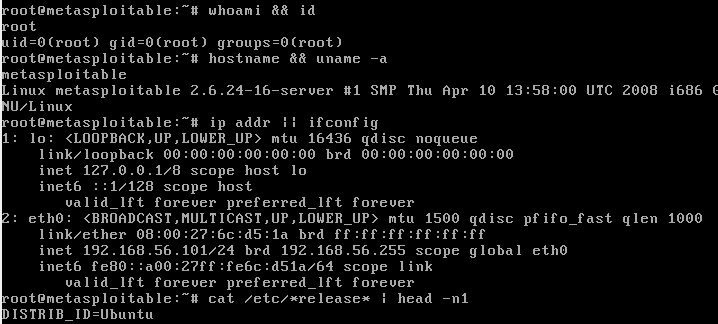 root@metasploitable:~# whoami && id
root
uid=0(root) gid=0(root) groups=0(root)
root@metasploitable:~# hostname && uname -a
metasploitable
Linux metasploitable 2.6.24-16-server #1 SMP Thu Apr 10 13:58:00 UTC 2008 i686 G
NU/Linux
root@metasploitable:~# ip addr || ifconfig
1: lo: <LOOPBACK,UP,LOWER_UP> mtu 16436 qdisc noqueue
    link/loopback 00:00:00:00:00:00 brd 00:00:00:00:00:00
    inet 127.0.0.1/8 scope host lo
    inet6 ::1/128 scope host
       valid_lft forever preferred_lft forever
2: eth0: <BROADCAST,MULTICAST,UP,LOWER_UP> mtu 1500 qdisc pfifo_fast qlen 1000
    link/ether 08:00:27:6c:d5:1a brd ff:ff:ff:ff:ff:ff
    inet 192.168.56.101/24 brd 192.168.56.255 scope global eth0
    inet6 fe80::a00:27ff:fe6c:d51a/64 scope link
       valid_lft forever preferred_lft forever
root@metasploitable:~# cat /etc/*release* | head -n1
DISTRIB_ID=Ubuntu